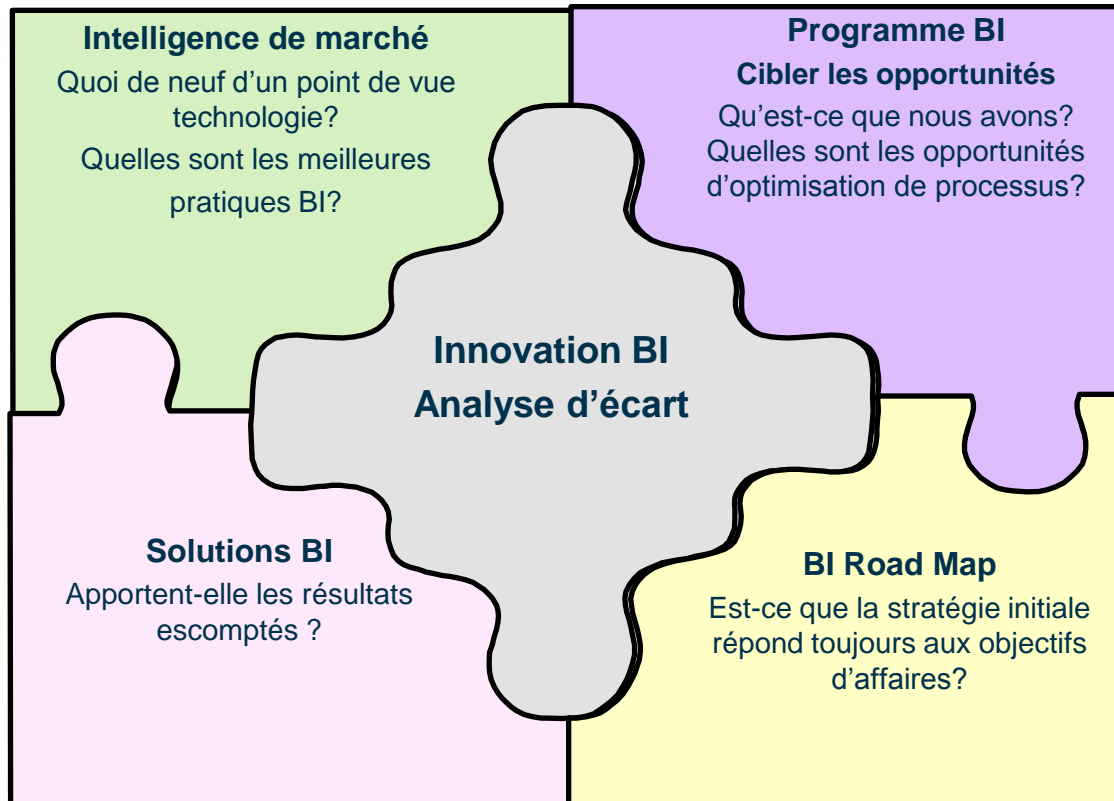 Intelligence de marché
Quoi de neuf d’un point de vue
technologie?
Quelles sont les meilleures
pratiques BI?
Programme BI
Cibler les opportunités
Qu’est-ce que nous avons?
Quelles sont les opportunités
d’optimisation de processus?
Innovation BI
Analyse d’écart
Solutions BI
Apportent-elle les résultats
escomptés ?
BI Road Map
Est-ce que la stratégie initiale
répond toujours aux objectifs
d’affaires?